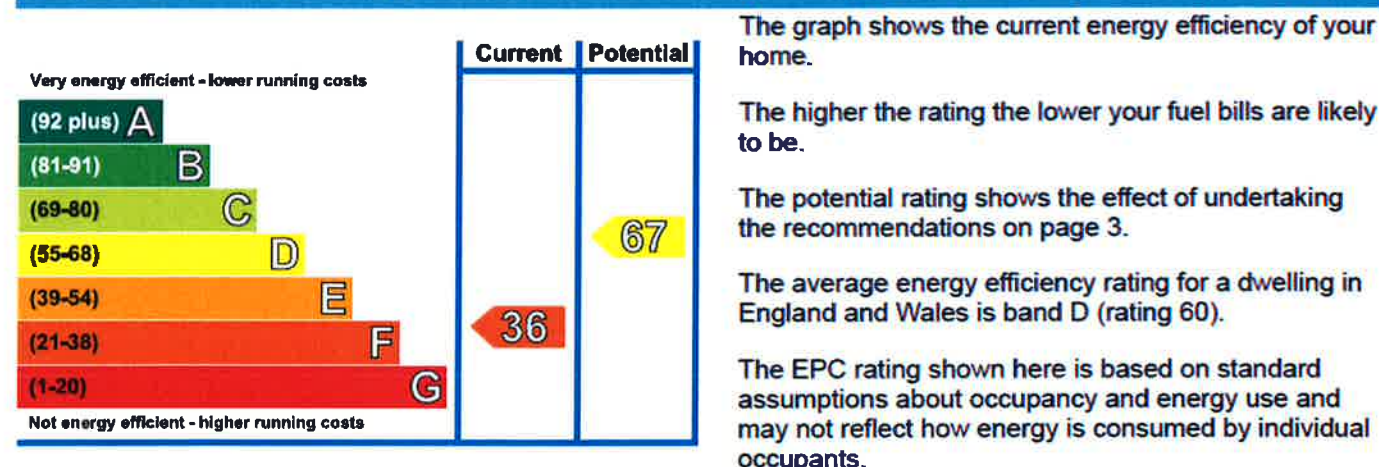 Current Potential
Very energy efficient - lower running costs
(92 plus) A
(81-91) B
(69-80) C
(55-68) D
(39-54) E
(21-38) F
(1-20) G
Not energy efficient - higher running costs
36
67
The graph shows the current energy efficiency of your
home.
The higher the rating the lower your fuel bills are likely
to be.
The potential rating shows the effect of undertaking
the recommendations on page 3.
The average energy efficiency rating for a dwelling in
England and Wales is band D (rating 60).
The EPC rating shown here is based on standard
assumptions about occupancy and energy use and
may not reflect how energy is consumed by individual
occupants.